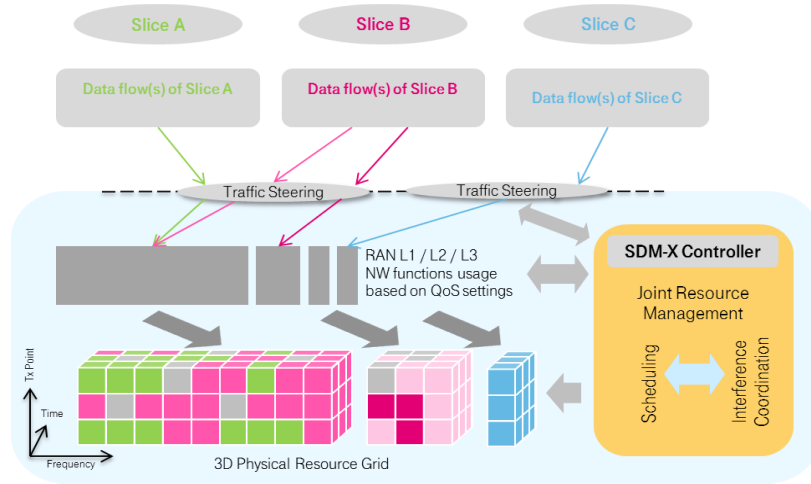 Slice A
Slice B
Slice C
Data flow(s) of Slice A
Data flow(s) of Slice B
Data flow(s) of Slice C
Traffic Steering
Traffic Steering
RAN L1 / L2 / L3
NW functions usage
based on QoS settings
SDM-X Controller
Joint Resource
Management
Scheduling
Interference
Coordination
Tx Point
Time
Frequency
3D Physical Resource Grid